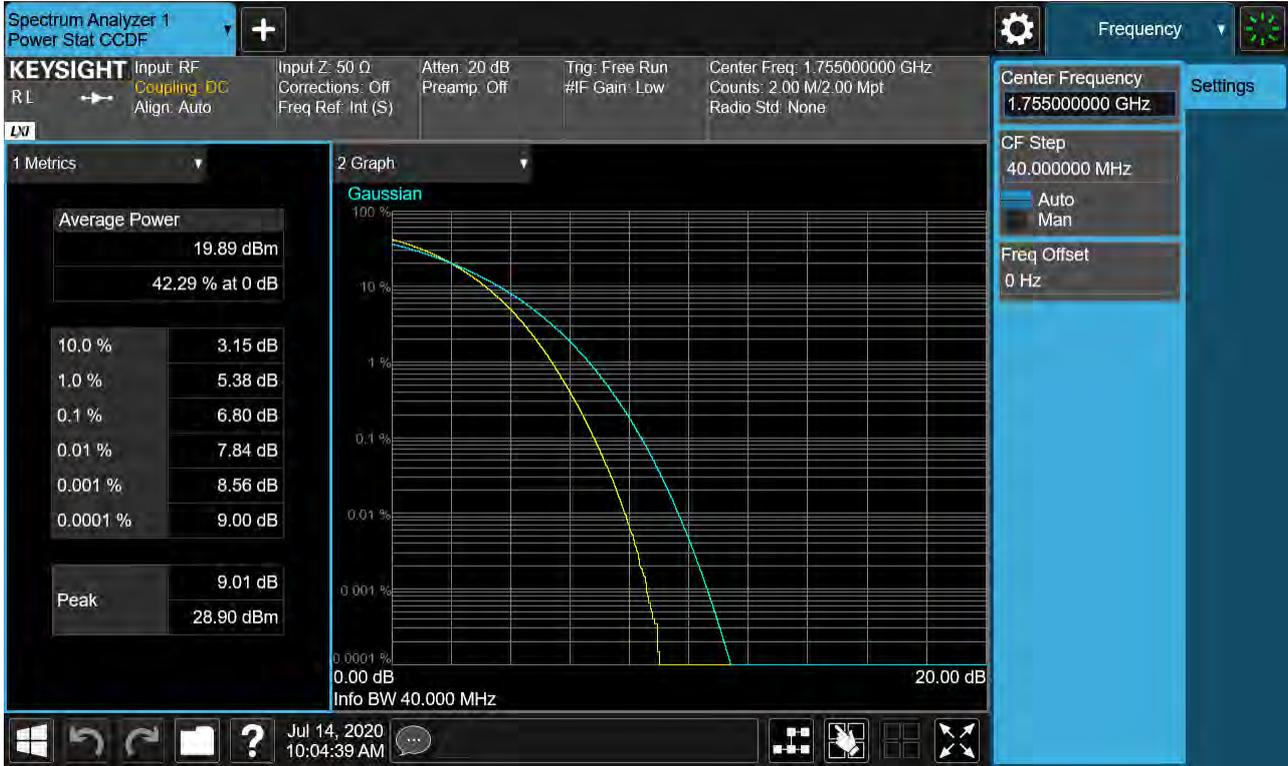 Spectrum Analyzer 1
Power Stat CCDF
Frequency
KEYSIGHT
R L
LXI
Input: RF
Coupling: DC
Align: Auto
Input Z: 50 Ω
Corrections: Off
Freq Ref: Int (S)
Atten: 20 dB
Preamp: Off
Trig: Free Run
#IF Gain: Low
Center Freq: 1.755000000 GHz
Counts: 2.00 M/2.00 Mpt
Radio Std: None
Center Frequency
1.755000000 GHz
Settings
CF Step
40.000000 MHz
Auto
Man
Freq Offset
0 Hz
1 Metrics
Average Power
19.89 dBm
42.29 % at 0 dB
10.0 % 3.15 dB
1.0 % 5.38 dB
0.1 % 6.80 dB
0.01 % 7.84 dB
0.001 % 8.56 dB
0.0001 % 9.00 dB
Peak
9.01 dB
28.90 dBm
2 Graph
Gaussian
100 %
10 %
1 %
0.1 %
0.01 %
0.001 %
0.0001 %
0.00 dB 20.00 dB
Info BW 40.000 MHz
Jul 14, 2020
10:04:39 AM